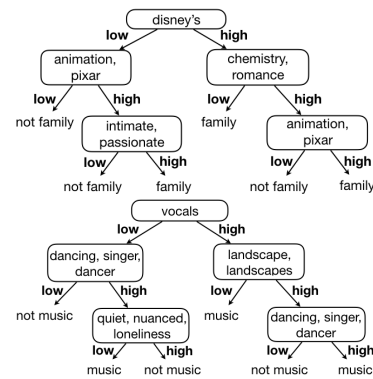 disney's
low high
animation, pixar
chemistry, romance
low high low high
not family
intimate, passionate
family
animation, pixar
low high low high
not family family not family family
vocals
low high
dancing, singer, dancer
landscape, landscapes
low high low high
not music
quiet, nuanced, loneliness
music
dancing, singer, dancer
low high low high
music not music not music music